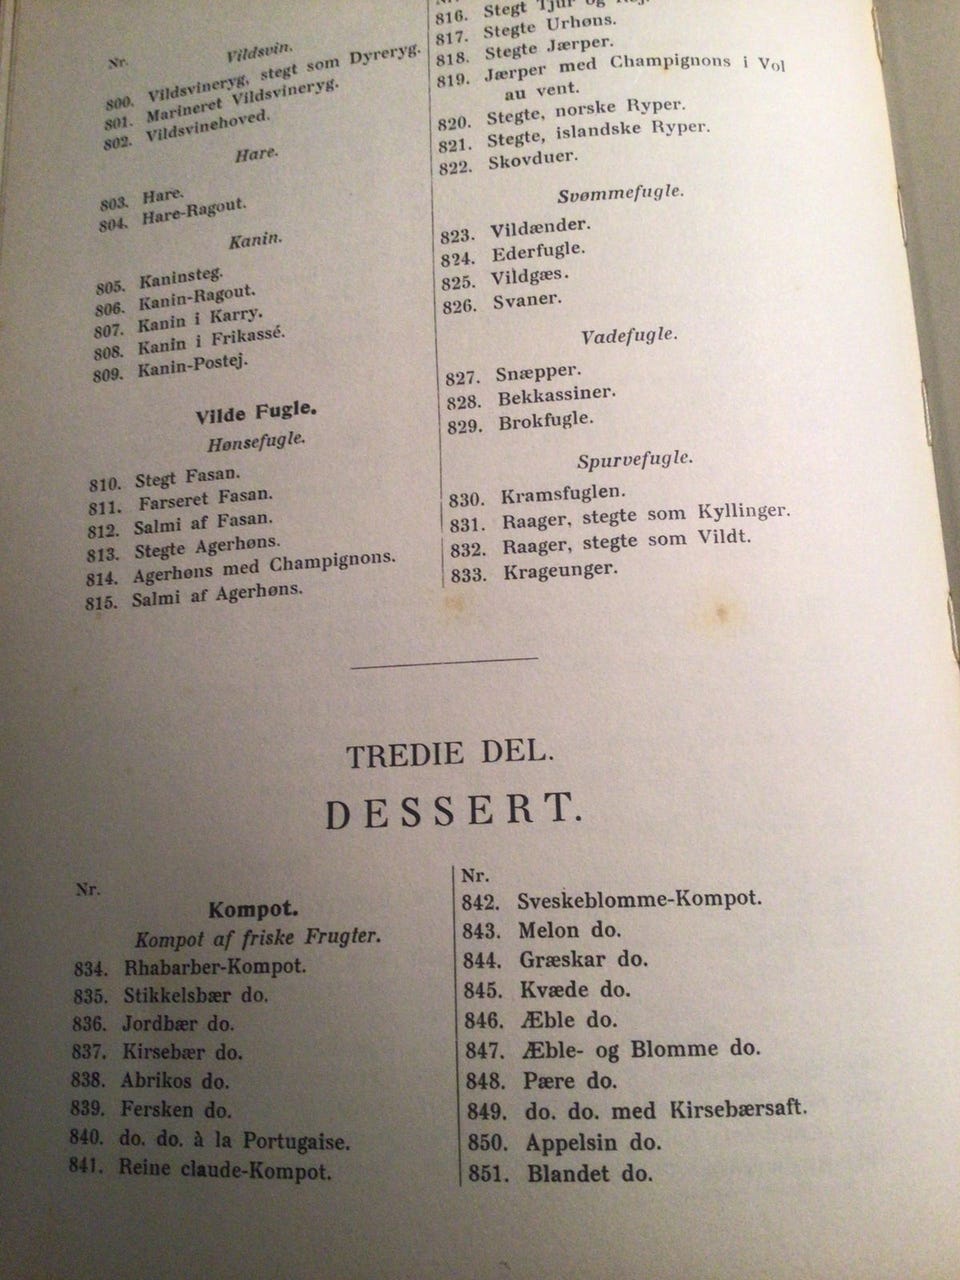 Nr.
Vildsvin.
800. Vildsvineryg, stegt som Dyreryg.
801. Marineret Vildsvineryg.
802. Vildsvinehoved.
Hare.
803. Hare.
804. Hare-Ragout.
Kanin.
805. Kaninsteg.
806. Kanin-Ragout.
807. Kanin i Karry.
808. Kanin i Frikassé.
809. Kanin-Postej.
Vilde Fugle.
Hønsefugle.
810. Stegt Fasan.
811. Farseret Fasan.
812. Salmi af Fasan.
813. Stegte Agerhøns.
814. Agerhøns med Champignons.
815. Salmi af Agerhøns.
816. Stegt Tjur og
817. Stegte Urhøns.
818. Stegte Jærper.
819. Jærper med Champignons i Vol
au vent.
820. Stegte, norske Ryper.
821. Stegte, islandske Ryper.
822. Skovduer.
Svømmefugle.
823. Vildænder.
824. Ederfugle.
825. Vildgæs.
826. Svaner.
Vadefugle.
827. Snæpper.
828. Bekkassiner.
829. Brokfugle.
Spurvefugle.
830. Kramsfuglen.
831. Raager, stegte som Kyllinger.
832. Raager, stegte som Vildt.
833. Krageunger.
TREDIE DEL.
DESSERT.
Nr.
Kompot.
Kompot af friske Frugter.
834. Rhabarber-Kompot.
835. Stikkelsbær do.
836. Jordbær do.
837. Kirsebær do.
838. Abrikos do.
839. Fersken do.
840. do. do. à la Portugaise.
841. Reine claude-Kompot.
Nr.
842. Sveskeblomme-Kompot.
843. Melon do.
844. Græskar do.
845. Kvæde do.
846. Æble do.
847. Æble- og Blomme do.
848. Pære do.
849. do. do. med Kirsebærsaft.
850. Appelsin do.
851. Blandet do.